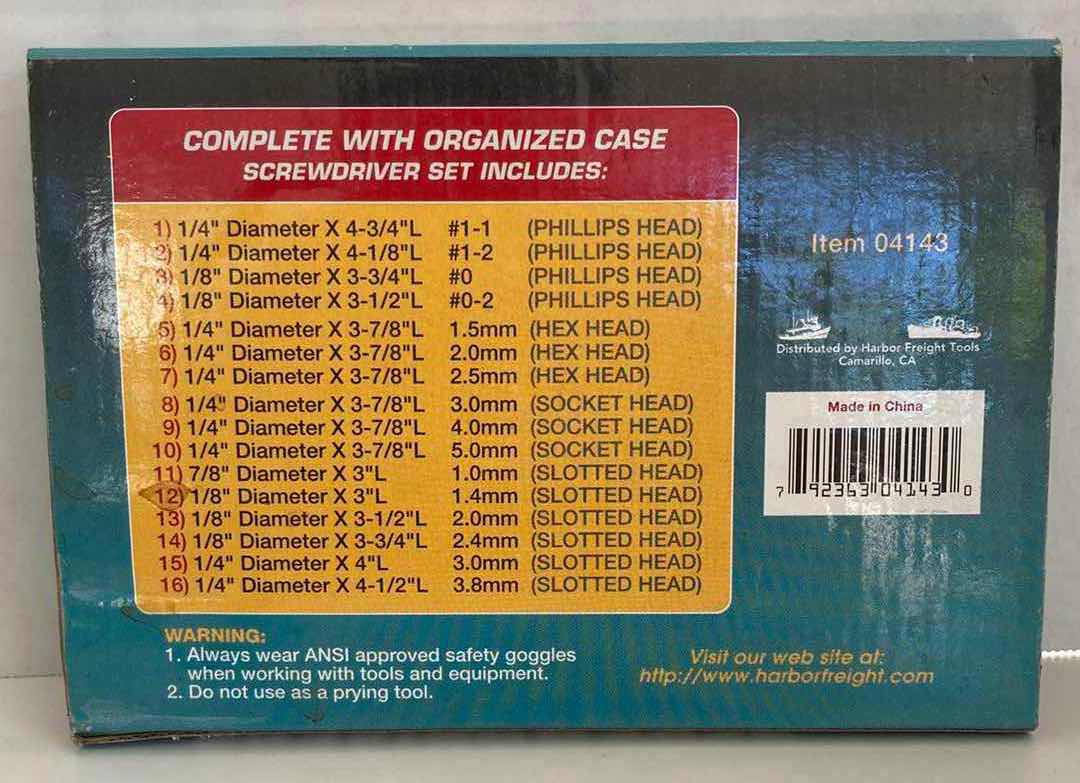 COMPLETE WITH ORGANIZED CASE
SCREWDRIVER SET INCLUDES:
1) 1/4" Diameter X 4-3/4"L #1-1 (PHILLIPS HEAD)
2) 1/4" Diameter X 4-1/8"L #1-2 (PHILLIPS HEAD)
3) 1/8" Diameter X 3-3/4"L #0 (PHILLIPS HEAD)
4) 1/8" Diameter X 3-1/2"L #0-2 (PHILLIPS HEAD)
5) 1/4" Diameter X 3-7/8"L 1.5mm (HEX HEAD)
6) 1/4" Diameter X 3-7/8"L 2.0mm (HEX HEAD)
7) 1/4" Diameter X 3-7/8"L 2.5mm (HEX HEAD)
8) 1/4" Diameter X 3-7/8"L 3.0mm (SOCKET HEAD)
9) 1/4" Diameter X 3-7/8"L 4.0mm (SOCKET HEAD)
10) 1/4" Diameter X 3-7/8"L 5.0mm (SOCKET HEAD)
11) 7/8" Diameter X 3"L 1.0mm (SLOTTED HEAD)
12) 1/8" Diameter X 3"L 1.4mm (SLOTTED HEAD)
13) 1/8" Diameter X 3-1/2"L 2.0mm (SLOTTED HEAD)
14) 1/8" Diameter X 3-3/4"L 2.4mm (SLOTTED HEAD)
15) 1/4" Diameter X 4"L 3.0mm (SLOTTED HEAD)
16) 1/4" Diameter X 4-1/2"L 3.8mm (SLOTTED HEAD)
WARNING:
1. Always wear ANSI approved safety goggles
when working with tools and equipment.
2. Do not use as a prying tool.
Item 04143
Distributed by Harbor Freight Tools
Camarillo, CA
Made in China
7 92363 04143 0
Visit our web site at:
http://www.harborfreight.com